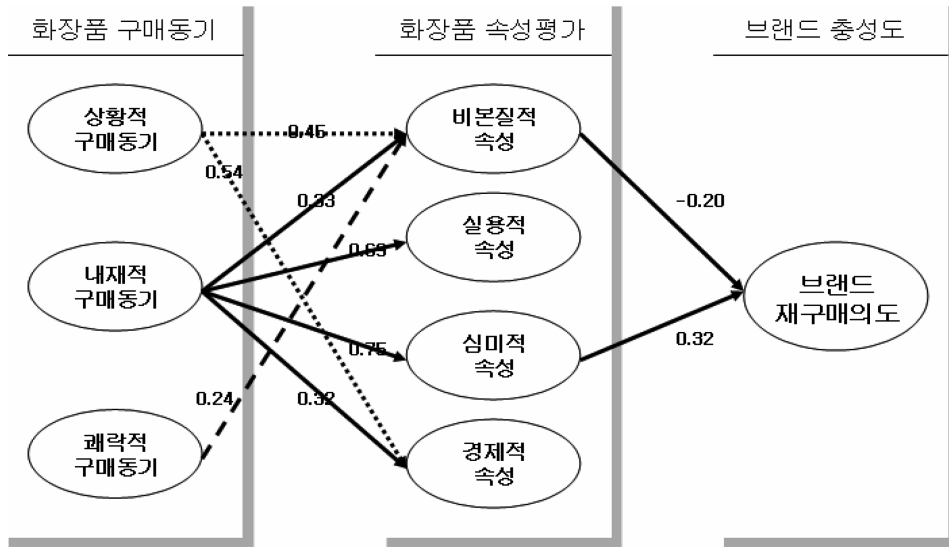 화장품 구매동기
화장품 속성평가
브랜드 충성도
상황적
구매동기
비본질적
속성
0.45
0.54
0.33
-0.20
실용적
속성
0.69
내재적
구매동기
브랜드
재구매의도
심미적
속성
0.75
0.32
0.24
0.32
쾌락적
구매동기
경제적
속성